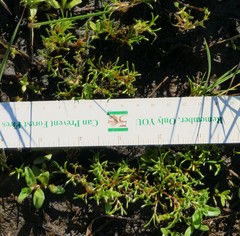 Remember, Only YOU
Can Prevent Forest Fires